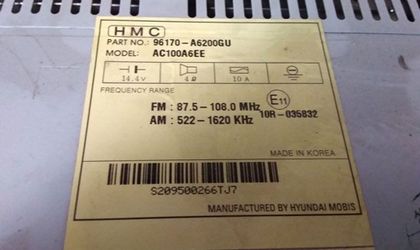 HMC
PART NO.: 96170-A6200GU
MODEL: AC100A6EE
14.4V 4Ω 10A
FREQUENCY RANGE
FM : 87.5-108.0 MHz
AM : 522-1620 KHz
E11
10R-035832
MADE IN KOREA
S209500266TJ7
MANUFACTURED BY HYUNDAI MOBIS